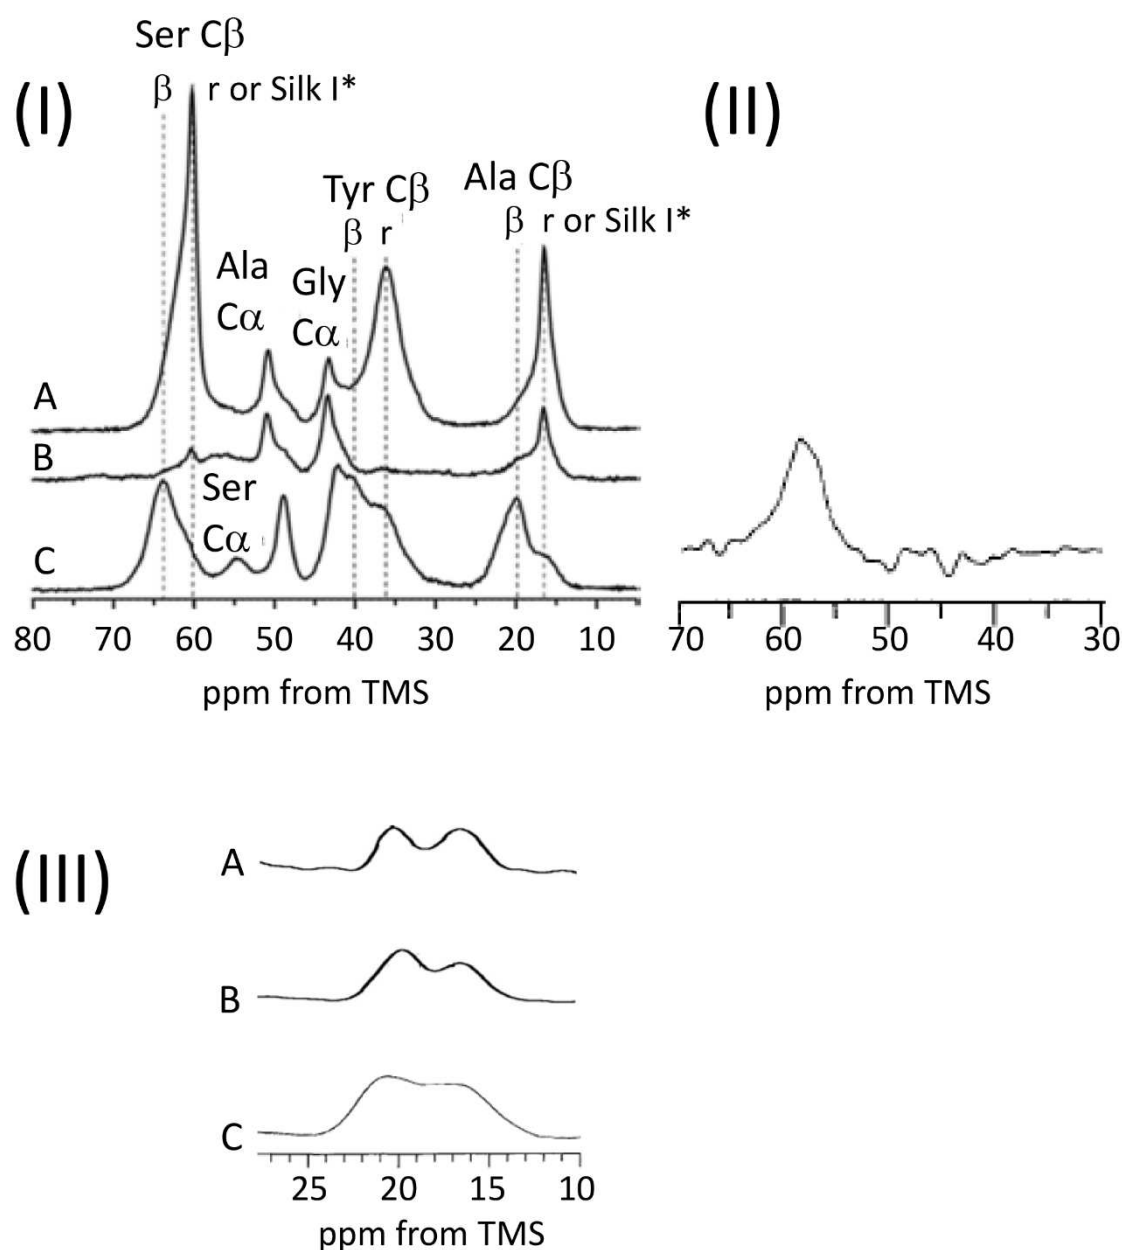 Ser Cβ
(I)
β r or Silk I*
(II)
Tyr Cβ
Ala Cβ
β r
β r or Silk I*
Ala
Cα
Gly
Cα
A
B
Ser
Cα
C
80 70 60 50 40 30 20 10
ppm from TMS
70 60 50 40 30
ppm from TMS
(III)
A
B
C
25 20 15 10
ppm from TMS